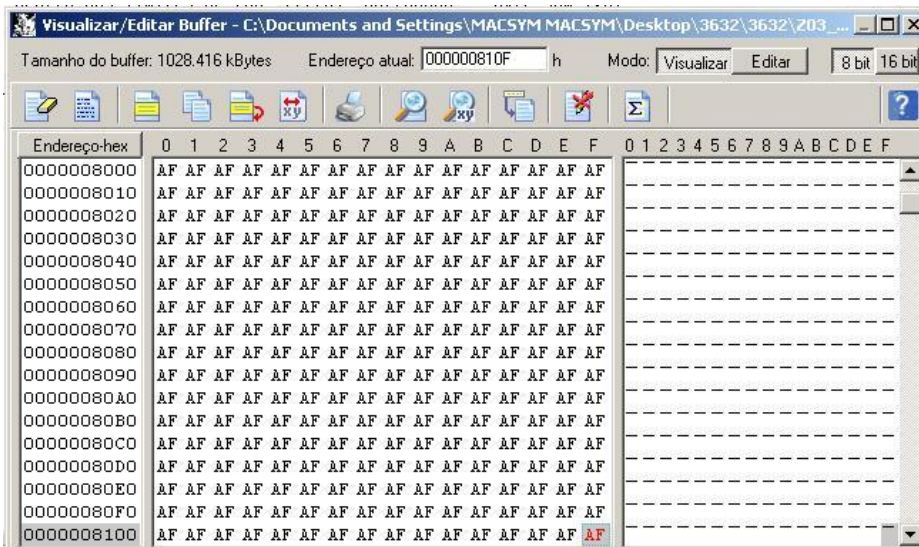 Visualizar/Editar Buffer - C:\Documents and Settings\MACSYM MACSYM\Desktop\3632\3632\Z03_...
Tamanho do buffer: 1028.416 kBytes Endereço atual: 000000810F h Modo: Visualizar Editar 8 bit 16 bit
xy xy Σ ?
Endereço-hex 0 1 2 3 4 5 6 7 8 9 A B C D E F 0 1 2 3 4 5 6 7 8 9 A B C D E F
0000008000 AF AF AF AF AF AF AF AF AF AF AF AF AF AF AF AF
0000008010 AF AF AF AF AF AF AF AF AF AF AF AF AF AF AF AF
0000008020 AF AF AF AF AF AF AF AF AF AF AF AF AF AF AF AF
0000008030 AF AF AF AF AF AF AF AF AF AF AF AF AF AF AF AF
0000008040 AF AF AF AF AF AF AF AF AF AF AF AF AF AF AF AF
0000008050 AF AF AF AF AF AF AF AF AF AF AF AF AF AF AF AF
0000008060 AF AF AF AF AF AF AF AF AF AF AF AF AF AF AF AF
0000008070 AF AF AF AF AF AF AF AF AF AF AF AF AF AF AF AF
0000008080 AF AF AF AF AF AF AF AF AF AF AF AF AF AF AF AF
0000008090 AF AF AF AF AF AF AF AF AF AF AF AF AF AF AF AF
00000080A0 AF AF AF AF AF AF AF AF AF AF AF AF AF AF AF AF
00000080B0 AF AF AF AF AF AF AF AF AF AF AF AF AF AF AF AF
00000080C0 AF AF AF AF AF AF AF AF AF AF AF AF AF AF AF AF
00000080D0 AF AF AF AF AF AF AF AF AF AF AF AF AF AF AF AF
00000080E0 AF AF AF AF AF AF AF AF AF AF AF AF AF AF AF AF
00000080F0 AF AF AF AF AF AF AF AF AF AF AF AF AF AF AF AF
0000008100 AF AF AF AF AF AF AF AF AF AF AF AF AF AF AF AF